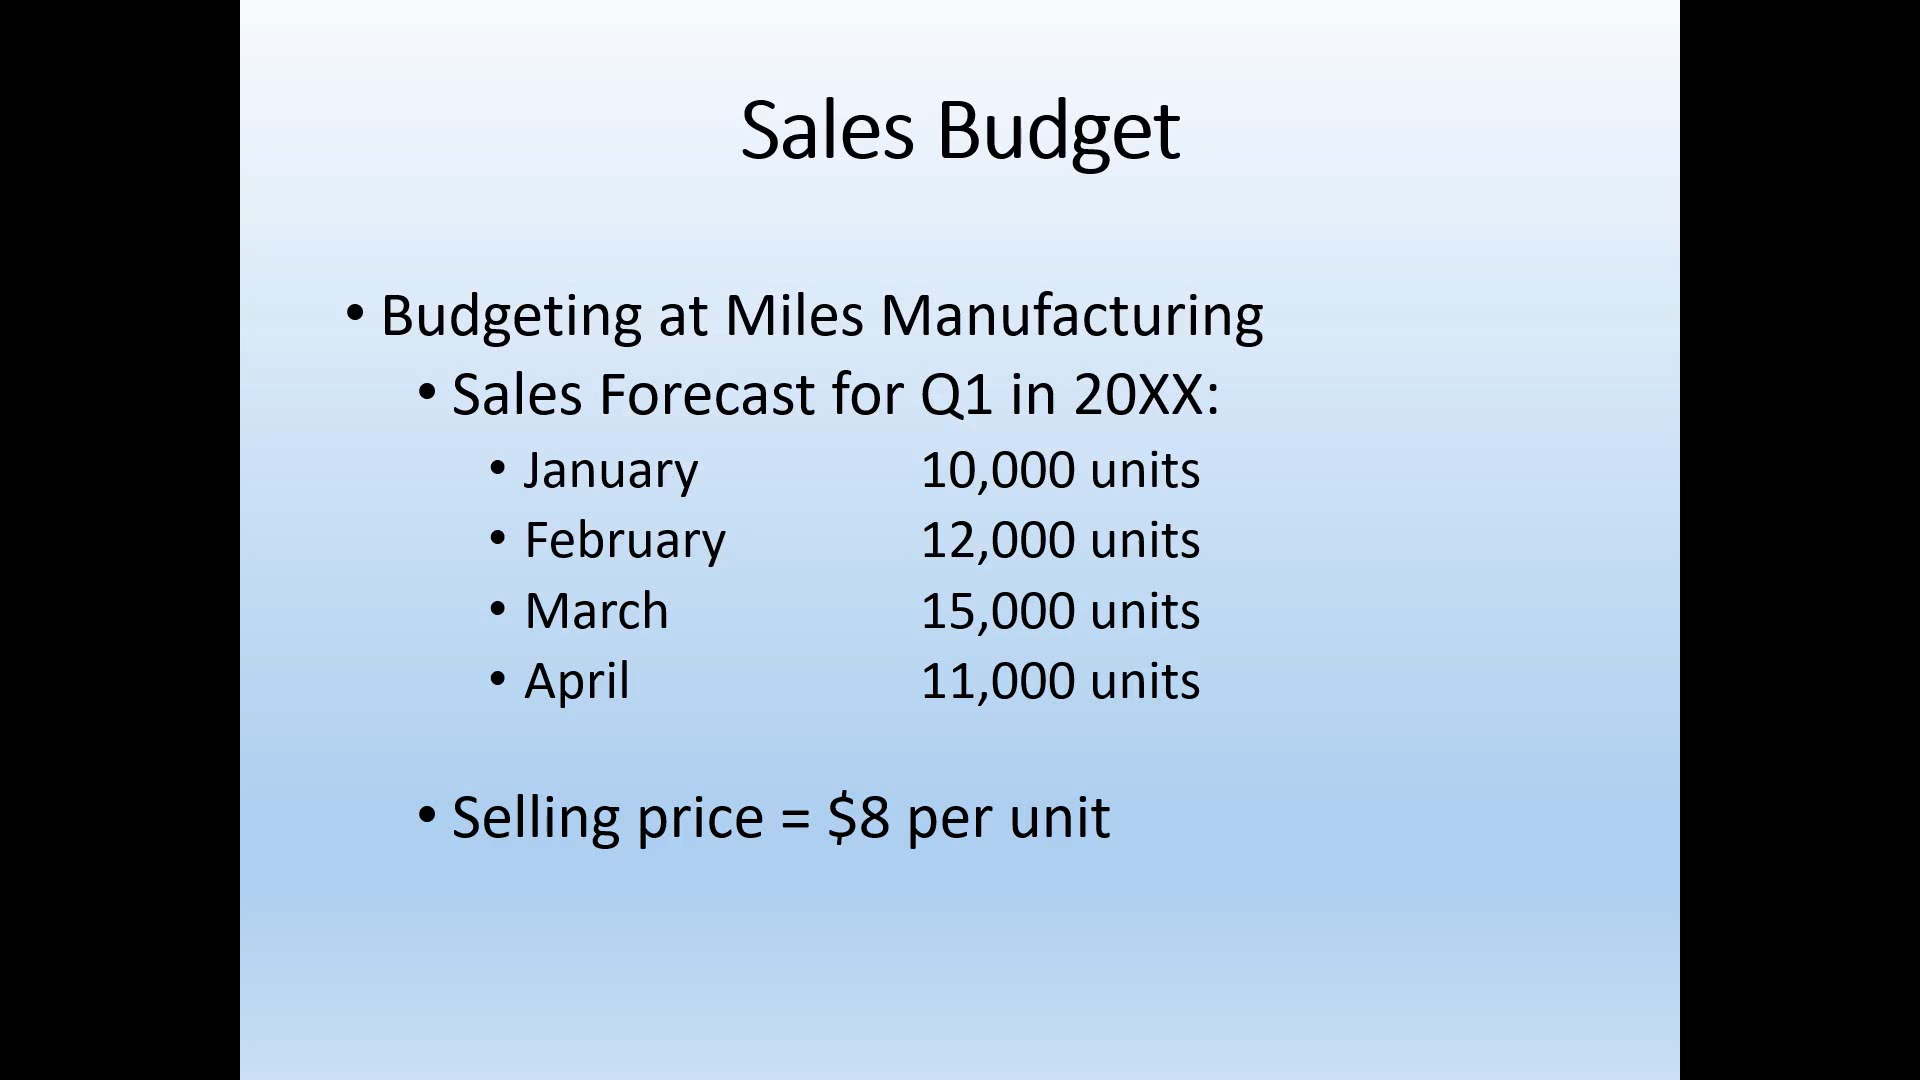 Sales Budget
• Budgeting at Miles Manufacturing
• Sales Forecast for Q1 in 20XX:
• January 10,000 units
• February 12,000 units
• March 15,000 units
• April 11,000 units
• Selling price = $8 per unit